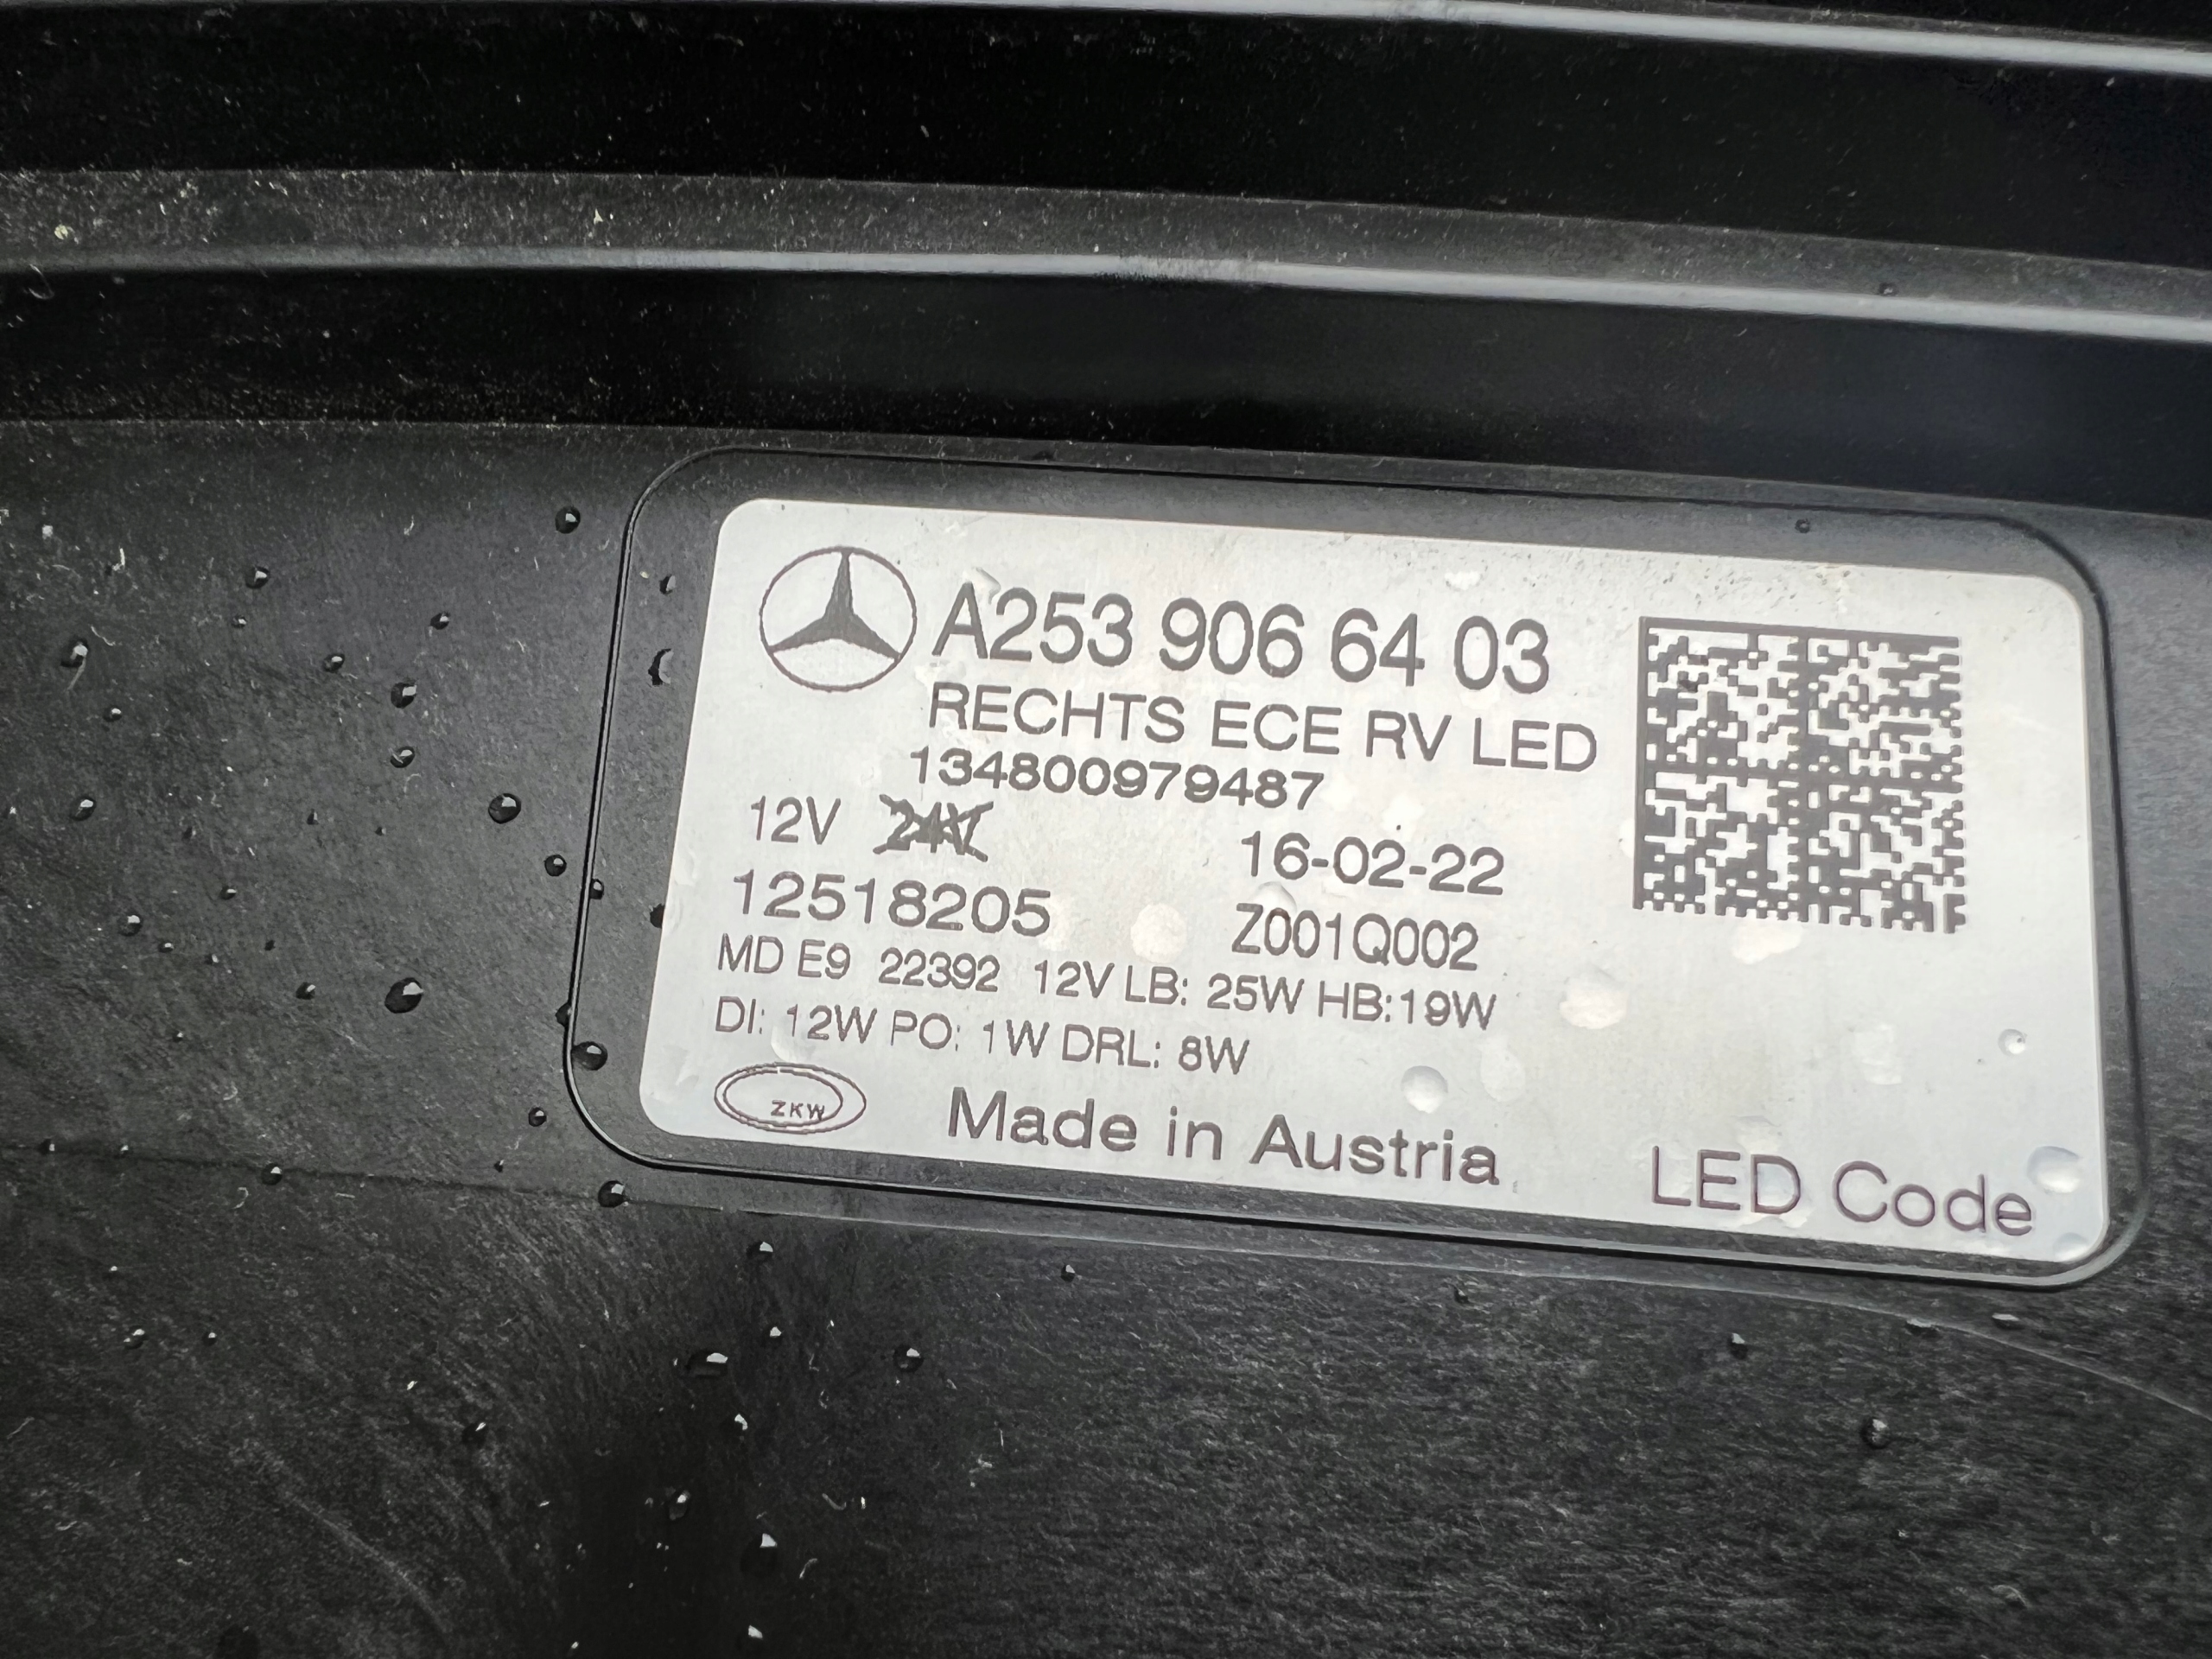 A253 906 64 03
RECHTS ECE RV LED
134800979487
12V 24V 16-02-22
12518205 Z001Q002
MD E9 22392 12V LB: 25W HB:19W
DI: 12W PO: 1W DRL: 8W
ZKW Made in Austria LED Code